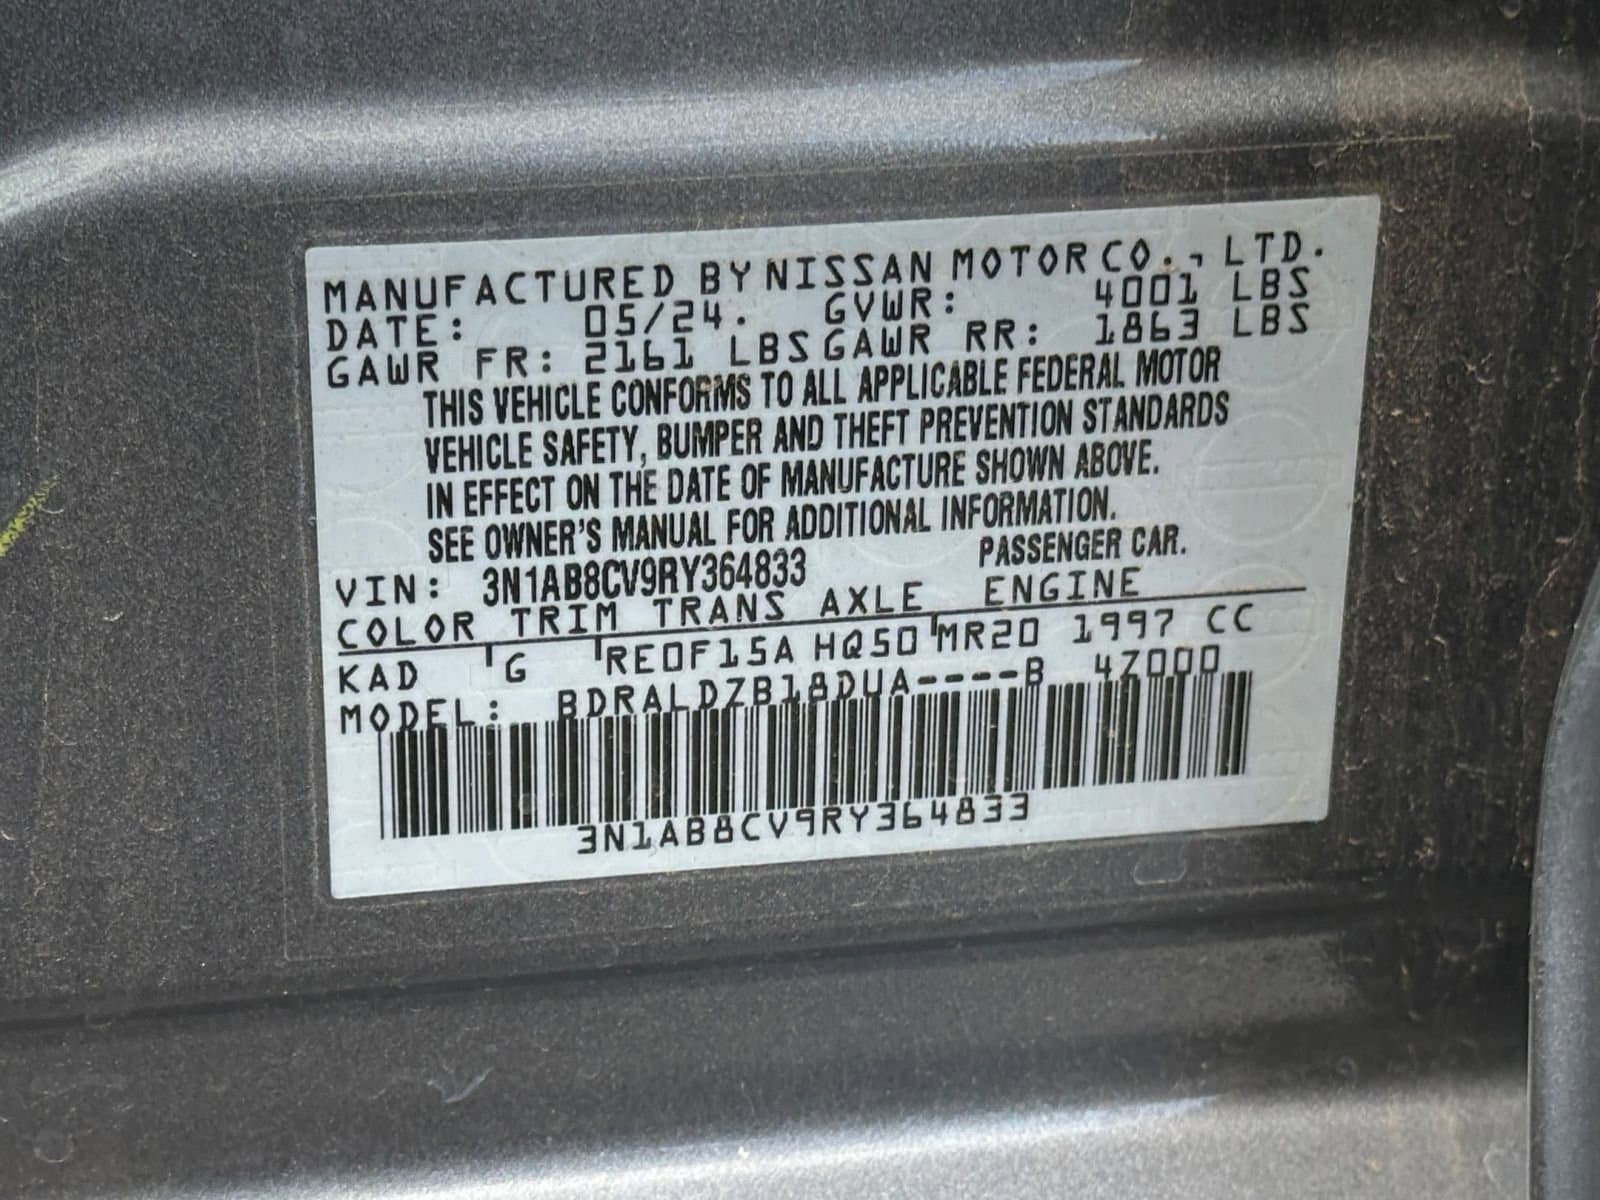 MANUFACTURED BY NISSAN MOTOR CO., LTD.
DATE: 05/24. GVWR: 4001 LBS
GAWR FR: 2161 LBS GAWR RR: 1863 LBS
THIS VEHICLE CONFORMS TO ALL APPLICABLE FEDERAL MOTOR
VEHICLE SAFETY, BUMPER AND THEFT PREVENTION STANDARDS
IN EFFECT ON THE DATE OF MANUFACTURE SHOWN ABOVE.
SEE OWNER'S MANUAL FOR ADDITIONAL INFORMATION.
VIN: 3N1AB8CV9RY364833 PASSENGER CAR.
COLOR TRIM TRANS AXLE ENGINE
KAD G RE0F15A HQ50 MR20 1997 CC
MODEL: BDRALDZB18DUA----B 4Z000
3N1AB8CV9RY364833